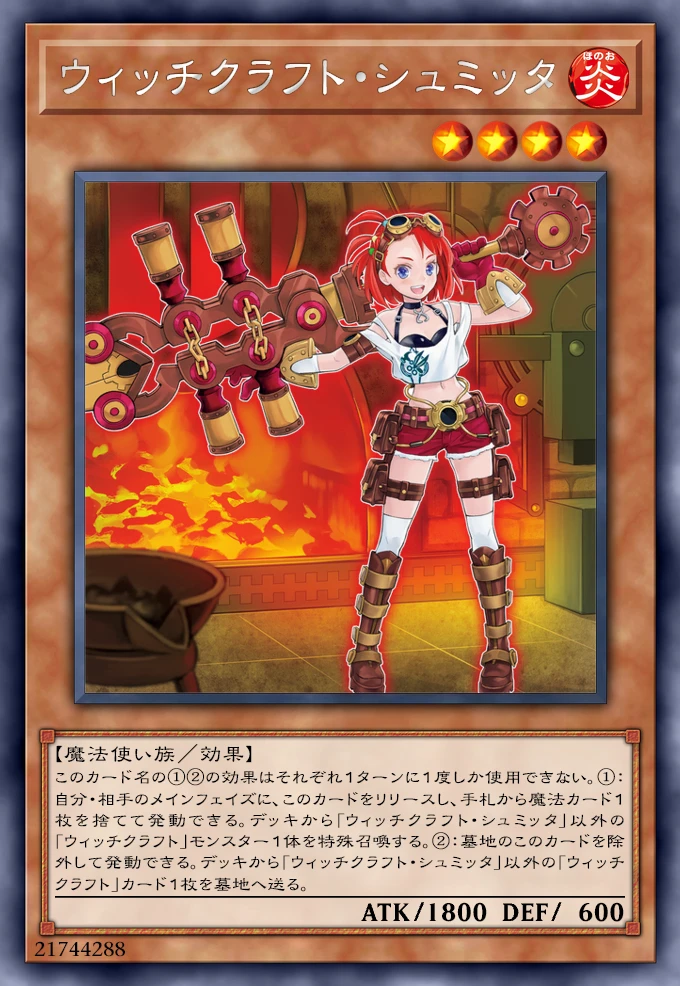 ウィッチクラフト・シュミッタ
ほのお
炎
【魔法使い族／効果】
このカード名の①②の効果はそれぞれ１ターンに１度しか使用できない。①：
自分・相手のメインフェイズに、このカードをリリースし、手札から魔法カード１
枚を捨てて発動できる。デッキから「ウィッチクラフト・シュミッタ」以外の
「ウィッチクラフト」モンスター１体を特殊召喚する。②：墓地のこのカードを除
外して発動できる。デッキから「ウィッチクラフト・シュミッタ」以外の「ウィッチ
クラフト」カード１枚を墓地へ送る。
ATK/1800 DEF/ 600
21744288